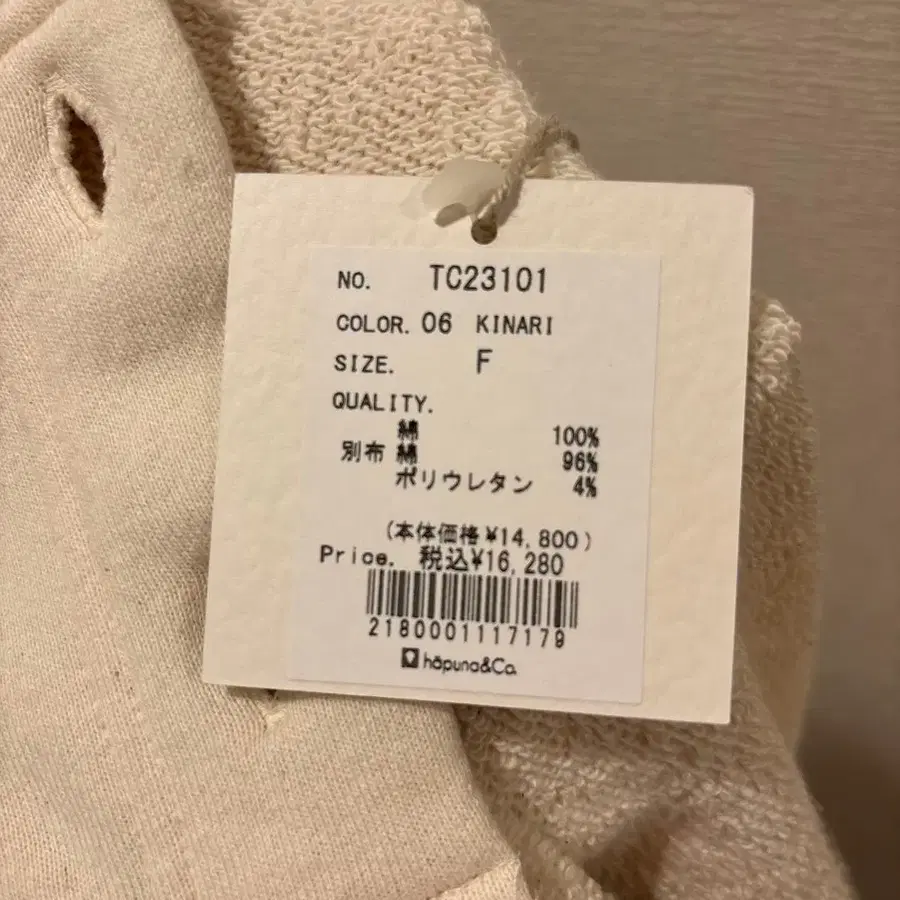 NO. TC23101
COLOR. 06 KINARI
SIZE. F
QUALITY.
綿 100%
別布 綿 96%
ポリウレタン 4%
(本体価格¥14,800)
Price. 税込¥16,280
2180001117179
hāpuna&Co.